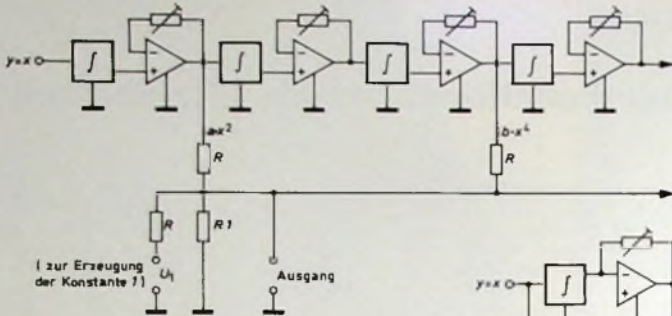 y=x
∫
−
+
∫
−
+
∫
−
+
∫
−
+
a·x²
b·x⁴
R
R
R
R1
( zur Erzeugung
der Konstante 1)
U₁
Ausgang
y=x
∫
−
+